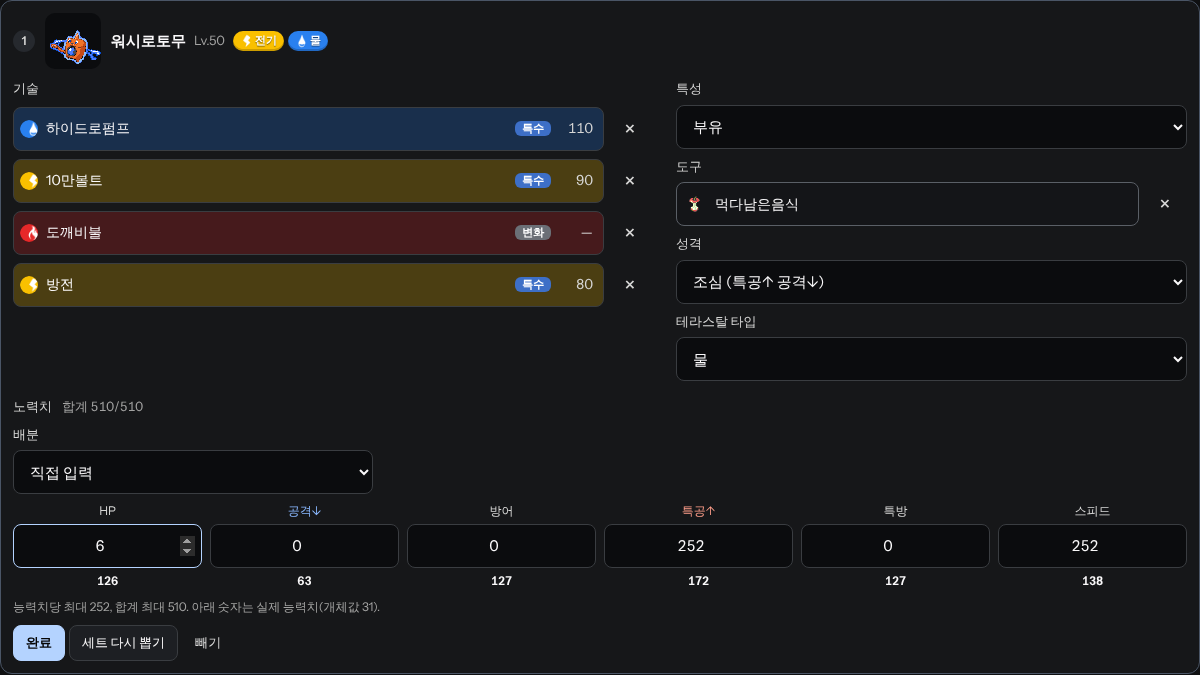 1 워시로토무 Lv.50 전기 물
기술
하이드로펌프 특수 110 ×
10만볼트 특수 90 ×
도깨비불 변화 — ×
방전 특수 80 ×
특성
부유
도구
먹다남은음식 ×
성격
조심 (특공↑ 공격↓)
테라스탈 타입
물
노력치 합계 510/510
배분
직접 입력
HP 공격↓ 방어 특공↑ 특방 스피드
6 0 0 252 0 252
126 63 127 172 127 138
능력치당 최대 252, 합계 최대 510. 아래 숫자는 실제 능력치(개체값 31).
완료 세트 다시 뽑기 빼기